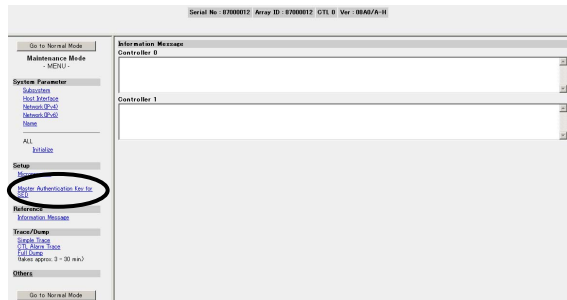 Serial No : 87000012 Array ID : 87000012 CTL 0 Ver : 08A0/A-H
Go to Normal Mode
Maintenance Mode
- MENU -
System Parameter
Subsystem
Host Interface
Network(IPv4)
Network(IPv6)
Name
ALL
Initialize
Setup
Master Authentication Key for
SED
Reference
Information Message
Trace/Dump
Simple Trace
CTL Alarm Trace
Full Dump
(takes approx. 3 - 30 min.)
Others
Go to Normal Mode
Information Message
Controller 0
Controller 1